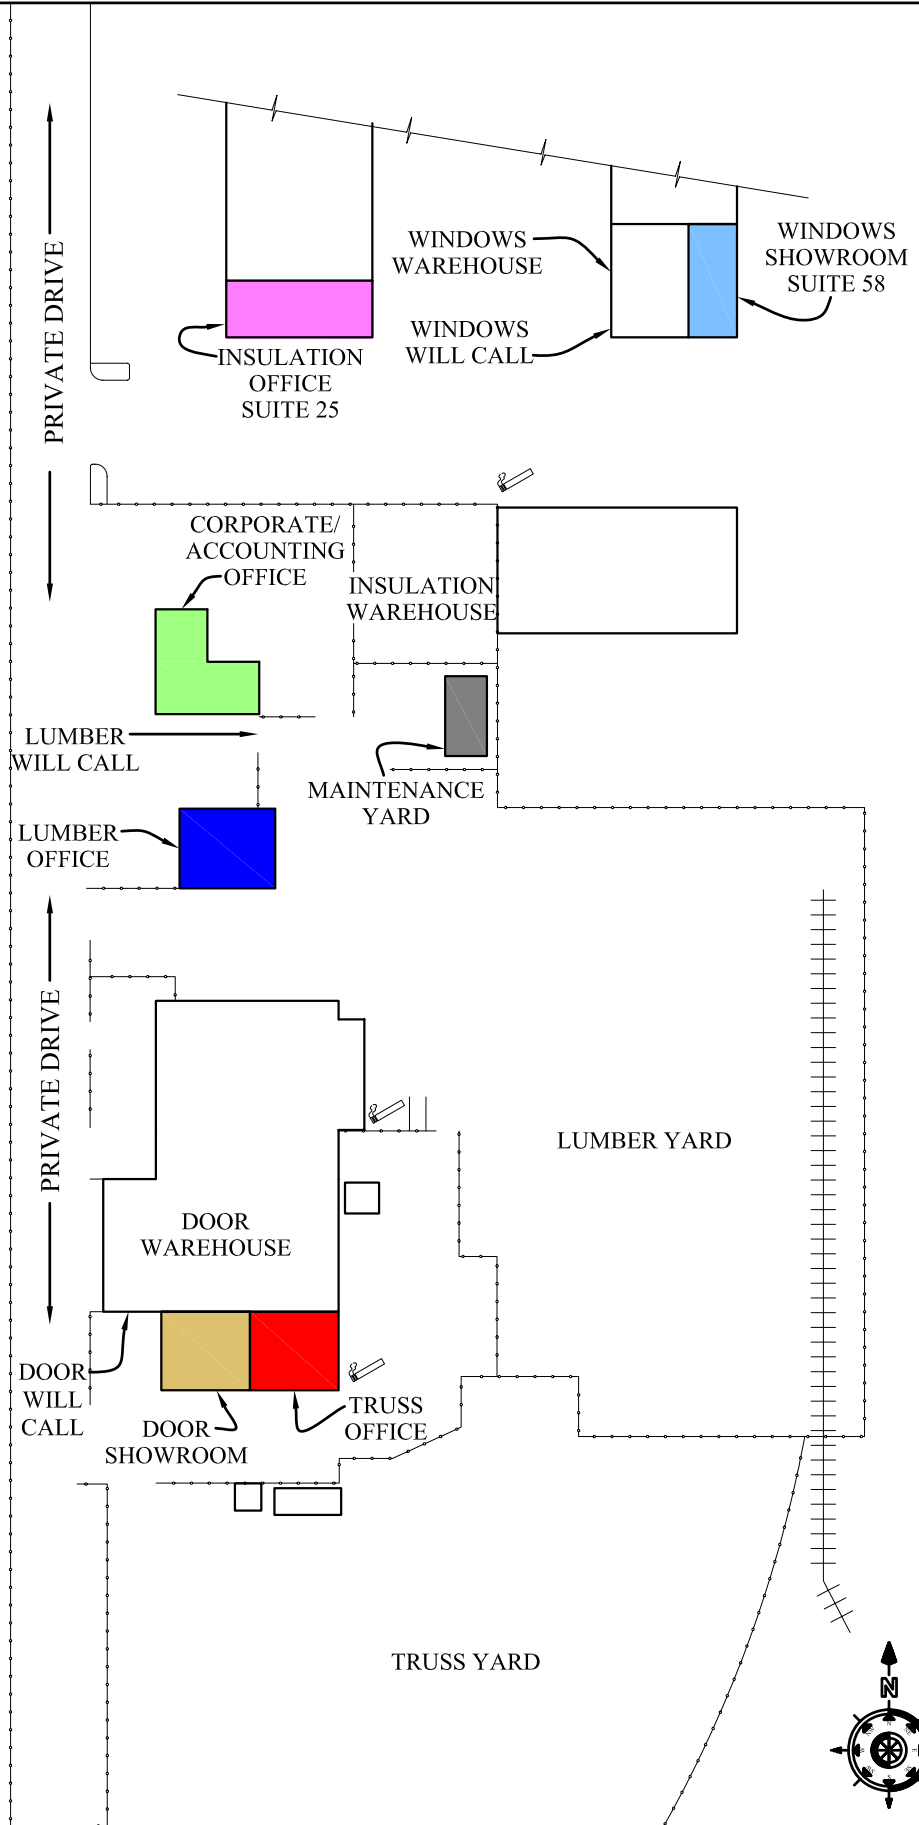 PRIVATE DRIVE
WINDOWS
WAREHOUSE
WINDOWS
SHOWROOM
SUITE 58
WINDOWS
WILL CALL
INSULATION
OFFICE
SUITE 25
CORPORATE/
ACCOUNTING
OFFICE
INSULATION
WAREHOUSE
LUMBER
WILL CALL
MAINTENANCE
YARD
LUMBER
OFFICE
PRIVATE DRIVE
LUMBER YARD
DOOR
WAREHOUSE
DOOR
WILL
CALL
DOOR
SHOWROOM
TRUSS
OFFICE
TRUSS YARD
N